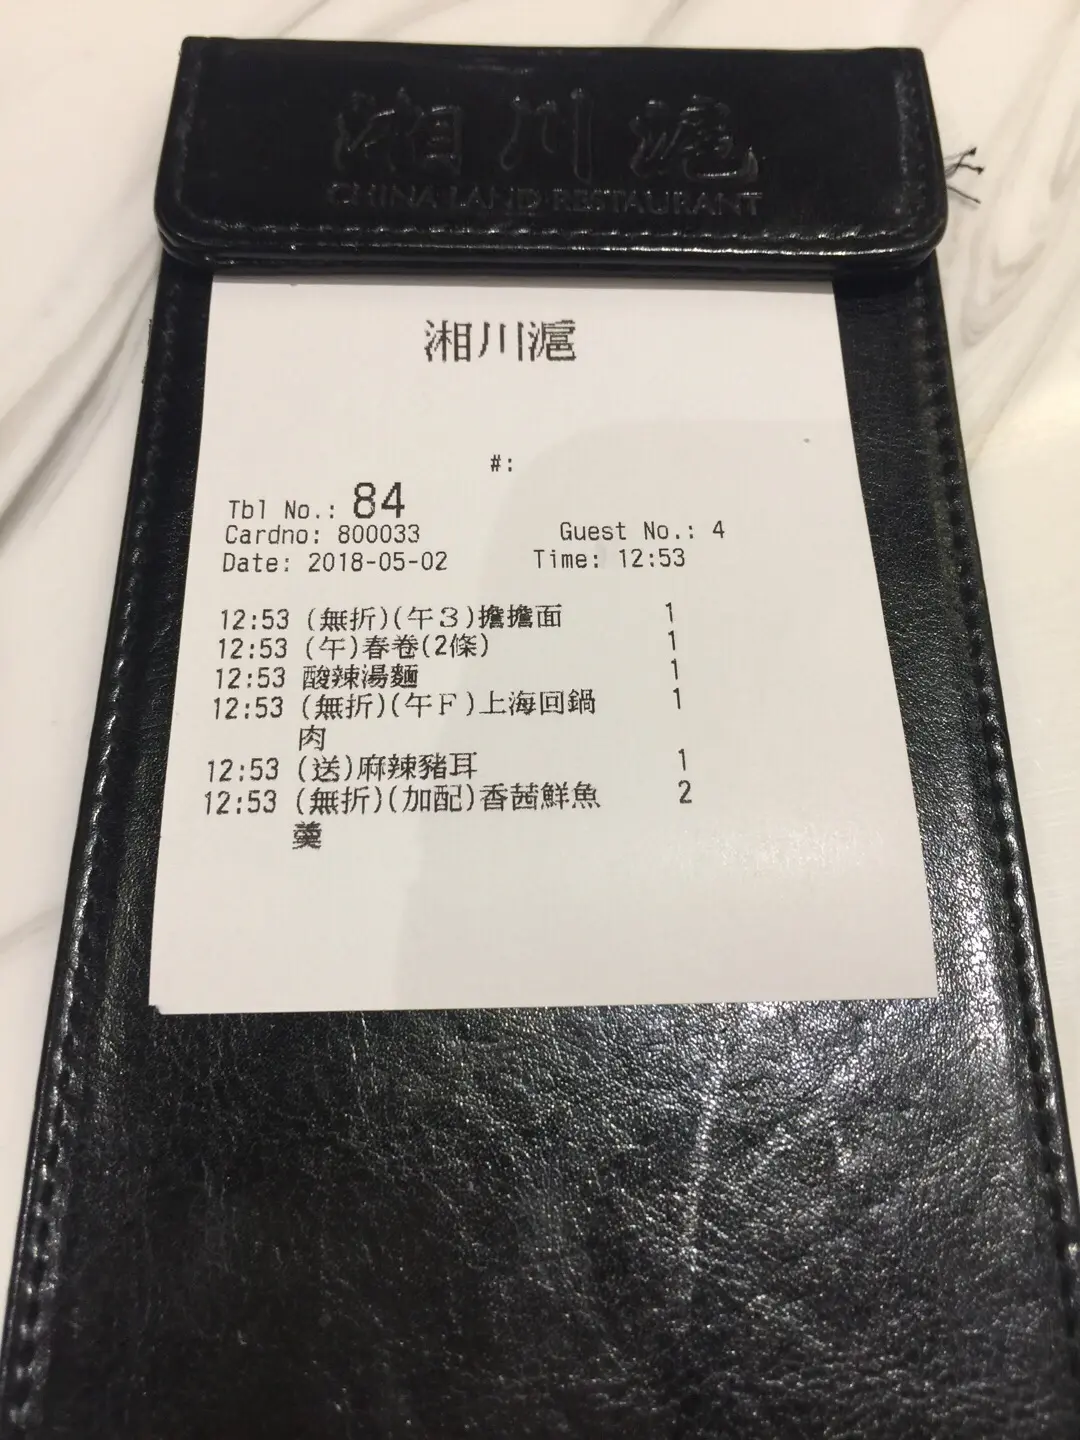 湘川滬
CHINA LAND RESTAURANT
湘川滬
#:
Tbl No.: 84
Cardno: 800033 Guest No.: 4
Date: 2018-05-02 Time: 12:53
12:53 (無折)(午3)擔擔面 1
12:53 (午)春卷(2條) 1
12:53 酸辣湯麵 1
12:53 (無折)(午F)上海回鍋 1
肉
12:53 (送)麻辣豬耳 1
12:53 (無折)(加配)香茜鮮魚 2
羹